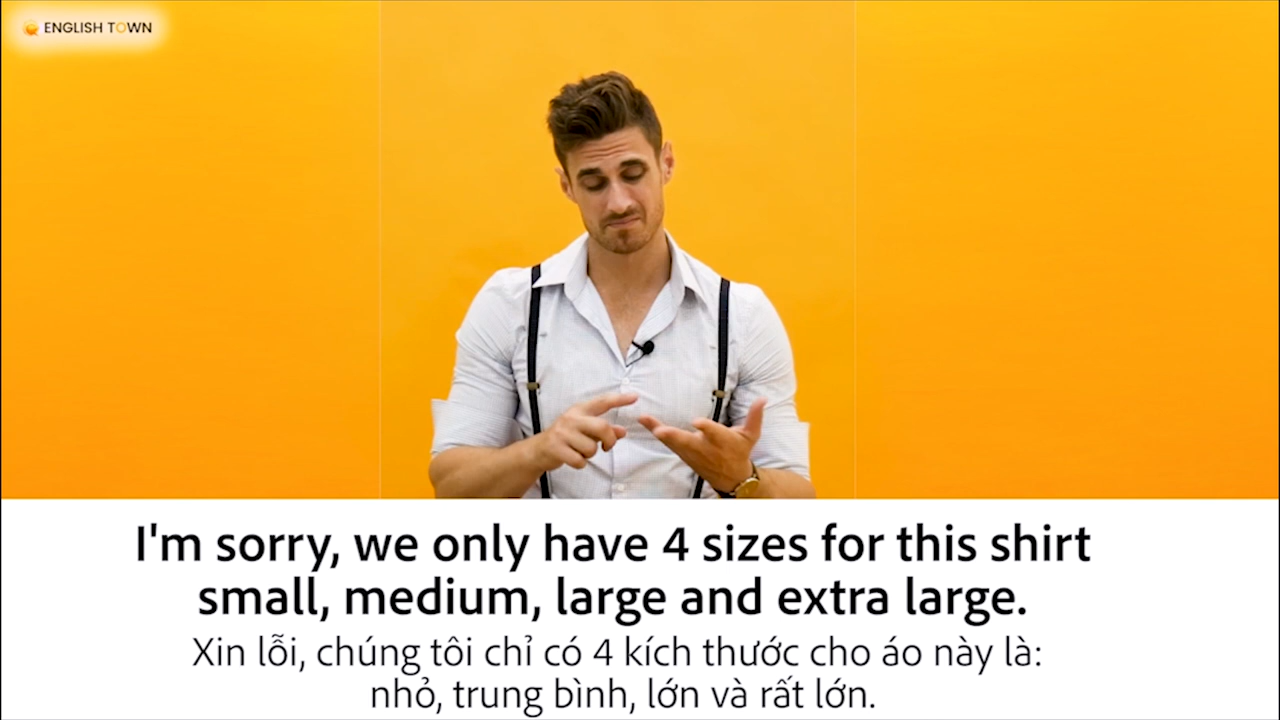 ENGLISH TOWN
I'm sorry, we only have 4 sizes for this shirt
small, medium, large and extra large.
Xin lỗi, chúng tôi chỉ có 4 kích thước cho áo này là:
nhỏ, trung bình, lớn và rất lớn.